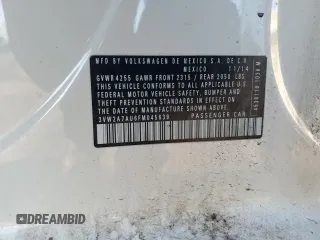 MFD. BY VOLKSWAGEN DE MEXICO S.A. DE C.V.
MEXICO 11/14
GVWR 4256 GAWR FRONT 2315 / REAR 2094 LBS.
THIS VEHICLE CONFORMS TO ALL APPLICABLE
FEDERAL MOTOR VEHICLE SAFETY, BUMPER AND
THEFT PREVENTION STANDARDS IN EFFECT ON THE
DATE OF MANUFACTURE SHOWN ABOVE
PASSENGER CAR
© DREAMBID